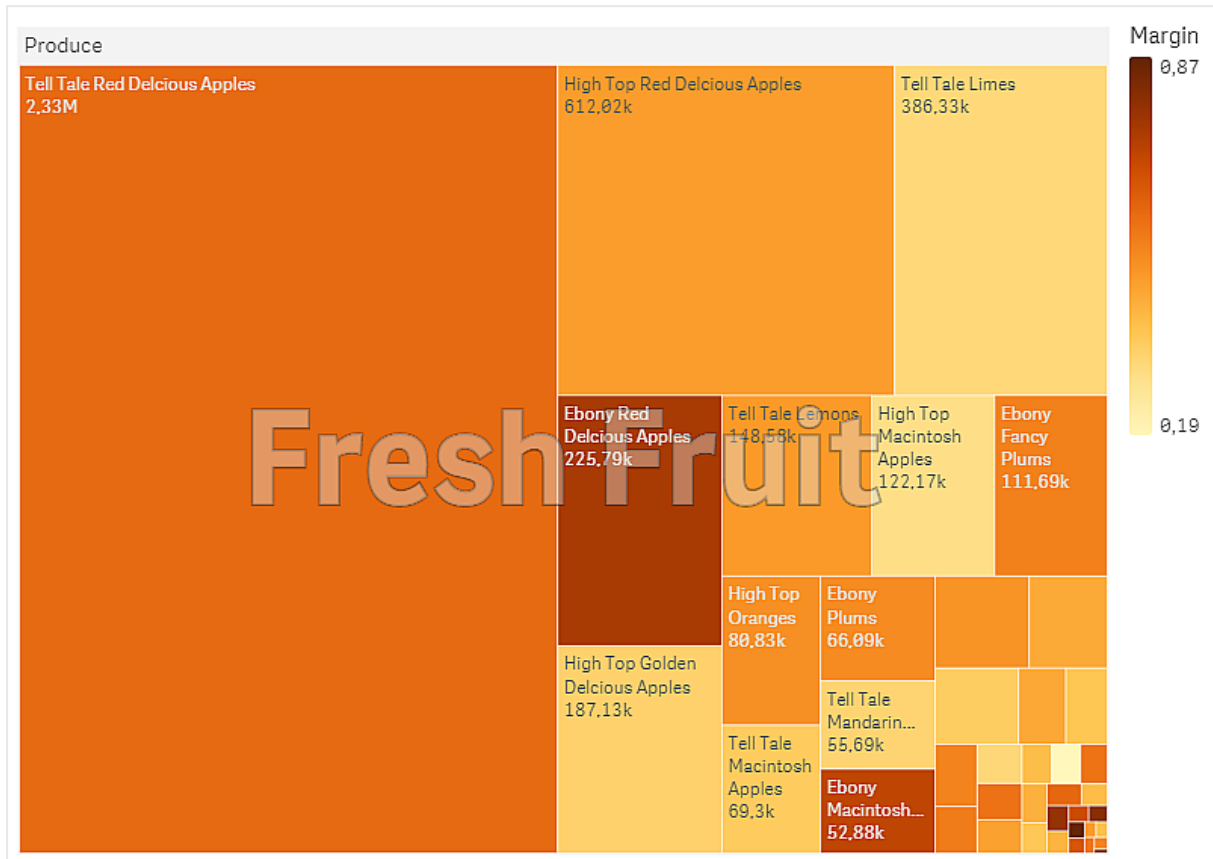 Produce
Margin
0,87
0,19
Tell Tale Red Delcious Apples
2,33M
High Top Red Delcious Apples
612,02k
Tell Tale Limes
386,33k
Fresh Fruit
Ebony Red
Delcious Apples
225,79k
Tell Tale Lemons
148,58k
High Top
Macintosh
Apples
122,17k
Ebony
Fancy
Plums
111,69k
High Top
Oranges
80,83k
Ebony
Plums
66,09k
High Top Golden
Delcious Apples
187,13k
Tell Tale
Mandarin...
55,69k
Tell Tale
Macintosh
Apples
69,3k
Ebony
Macintosh...
52,88k